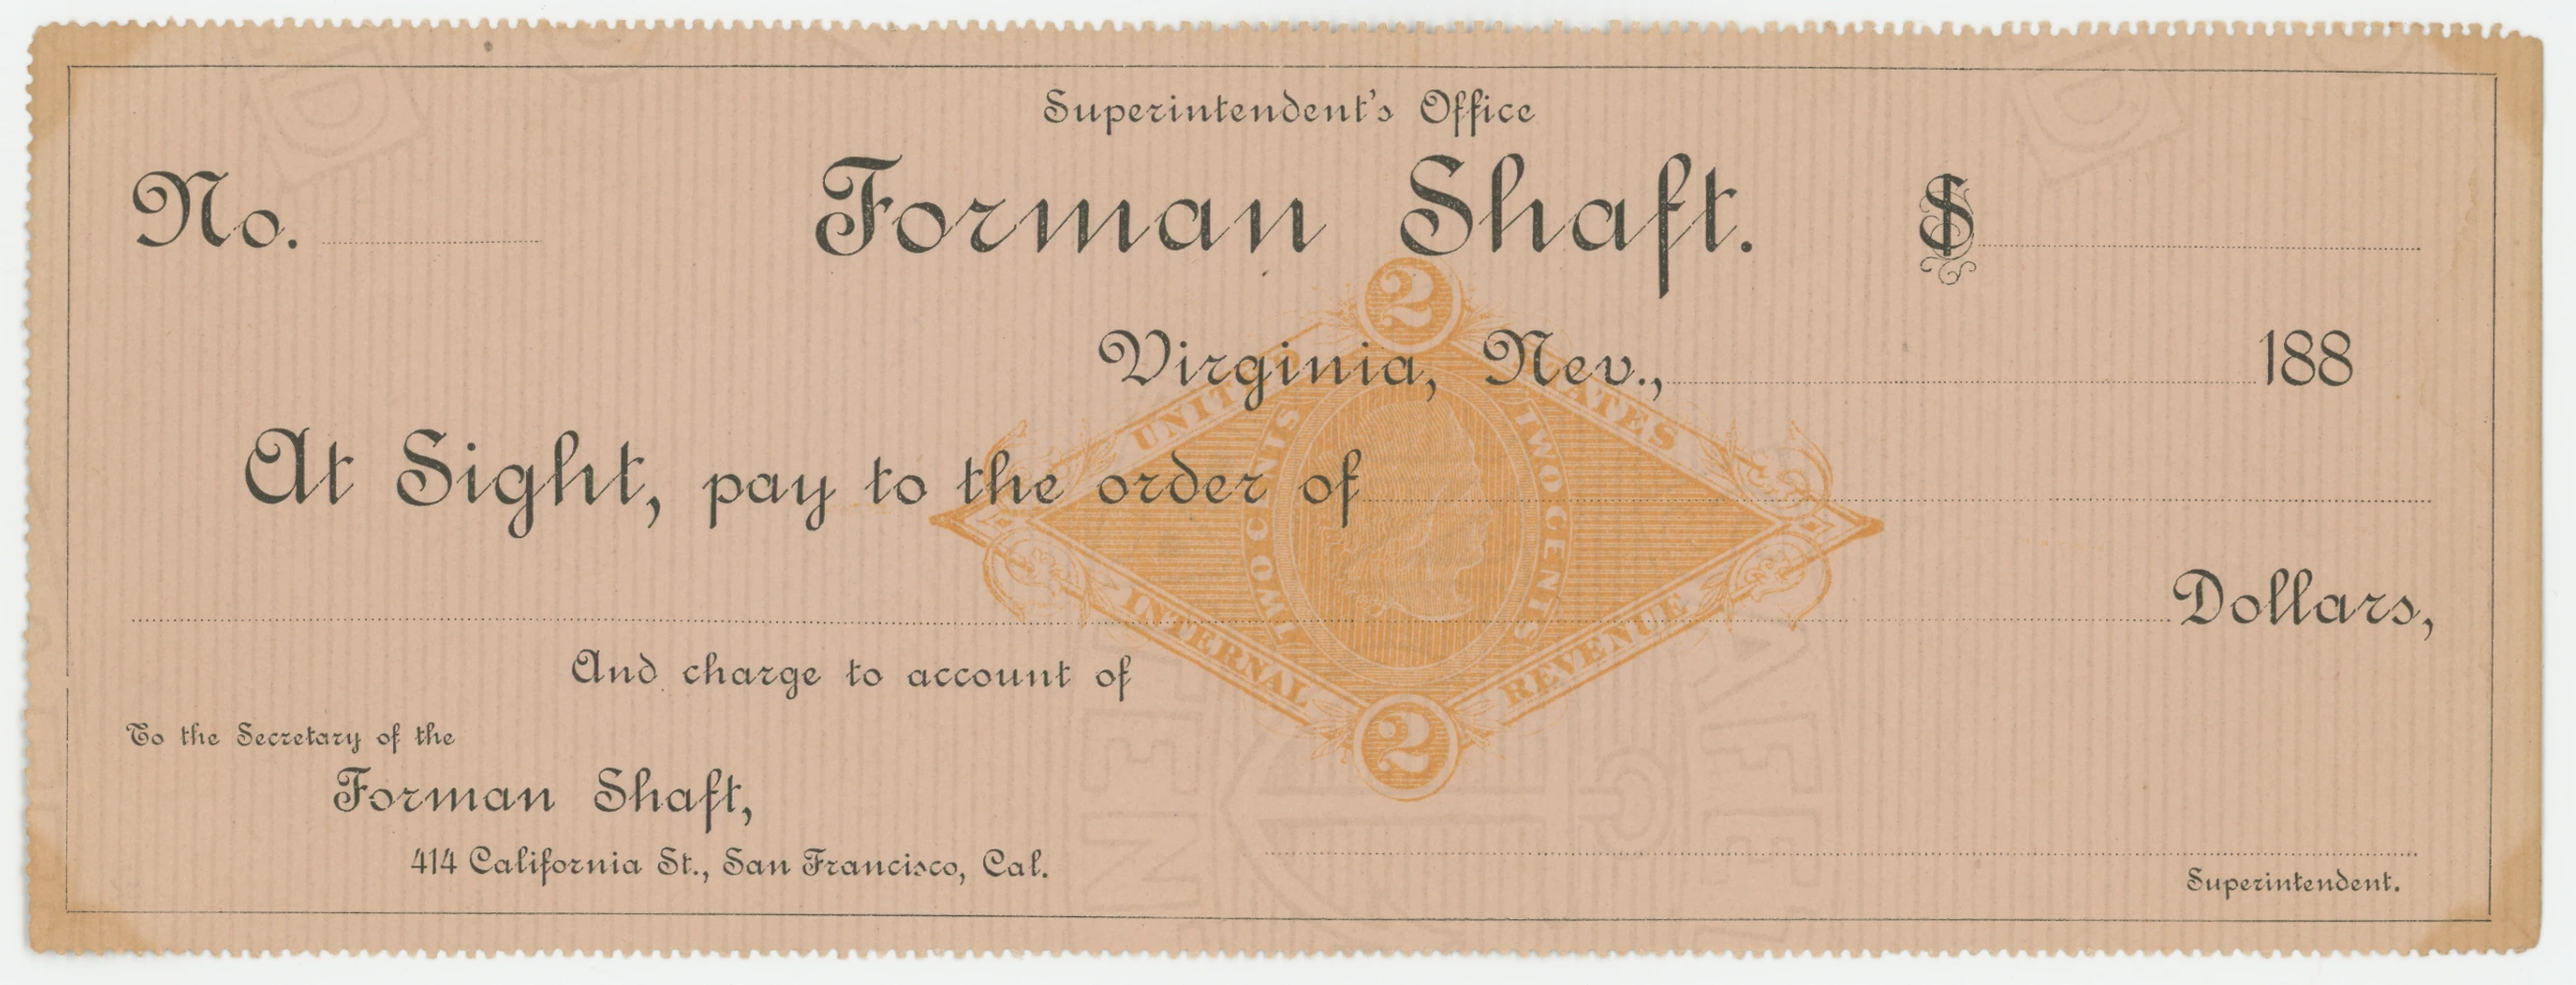 Superintendent's Office
No. Forman Shaft. $
Virginia, Nev., 188
At Sight, pay to the order of
Dollars,
And charge to account of
To the Secretary of the
Forman Shaft,
414 California St., San Francisco, Cal.
Superintendent.
2
UNITED STATES
TWO CENTS
TWO CENTS
INTERNAL REVENUE
2